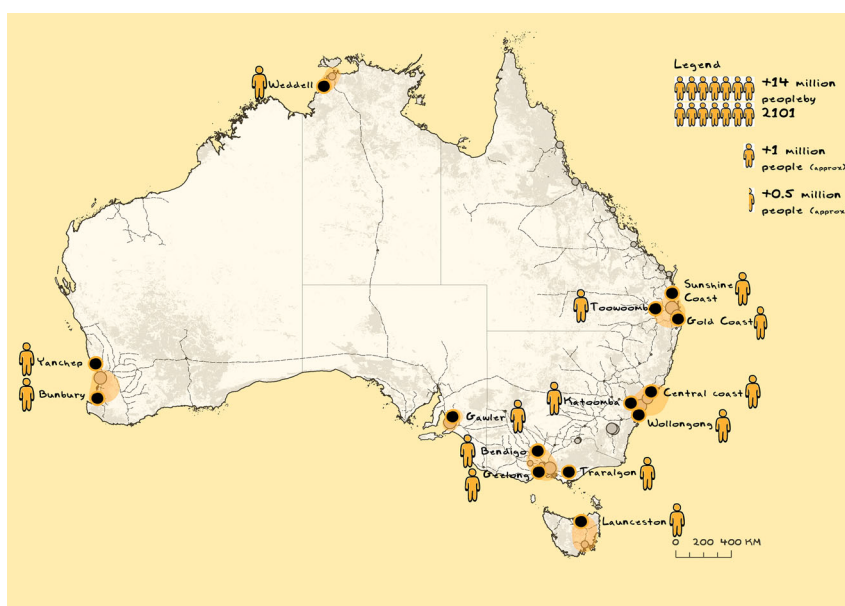 Legend
+14 million
peopleby
2101
+1 million
people (approx)
+0.5 million
people (approx
Weddell
Sunshine
Coast
Toowoomb
Gold Coast
Yanchep
Bunbury
Central coast
Katoomba
Gawler
Wollongong
Bendigo
Geelong
Traralgon
Launceston
0 200 400 KM